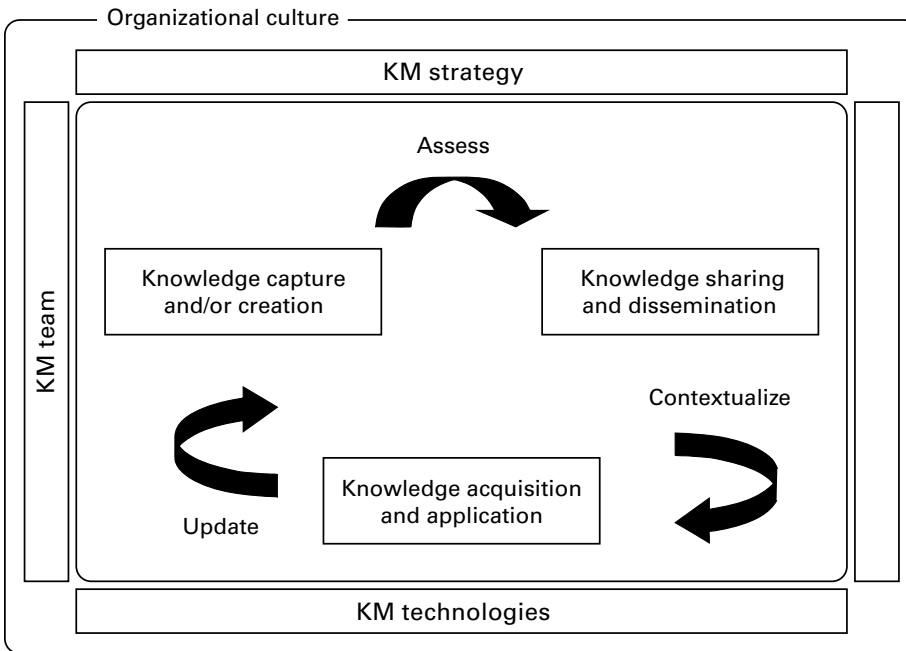 Organizational culture
KM strategy
KM team
Assess
Knowledge capture
and/or creation
Knowledge sharing
and dissemination
Contextualize
Knowledge acquisition
and application
Update
KM technologies